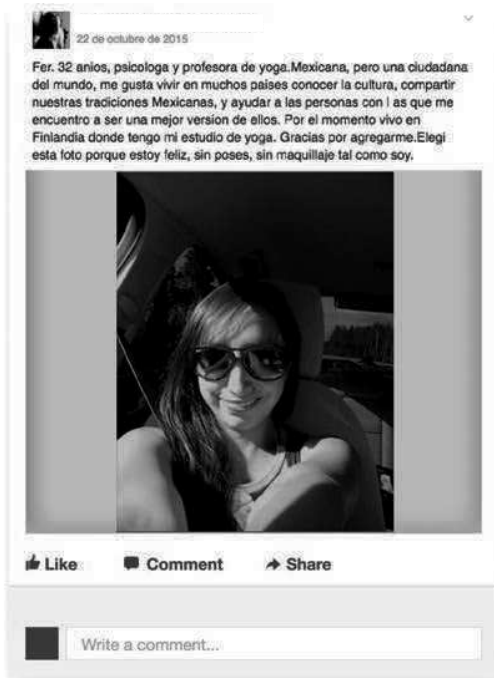 22 de octubre de 2015
Fer. 32 anios, psicologa y profesora de yoga.Mexicana, pero una ciudadana
del mundo, me gusta vivir en muchos paises conocer la cultura, compartir
nuestras tradiciones Mexicanas, y ayudar a las personas con l as que me
encuentro a ser una mejor version de ellos. Por el momento vivo en
Finlandia donde tengo mi estudio de yoga. Gracias por agregarme.Elegi
esta foto porque estoy feliz, sin poses, sin maquillaje tal como soy.
Like Comment Share
Write a comment...